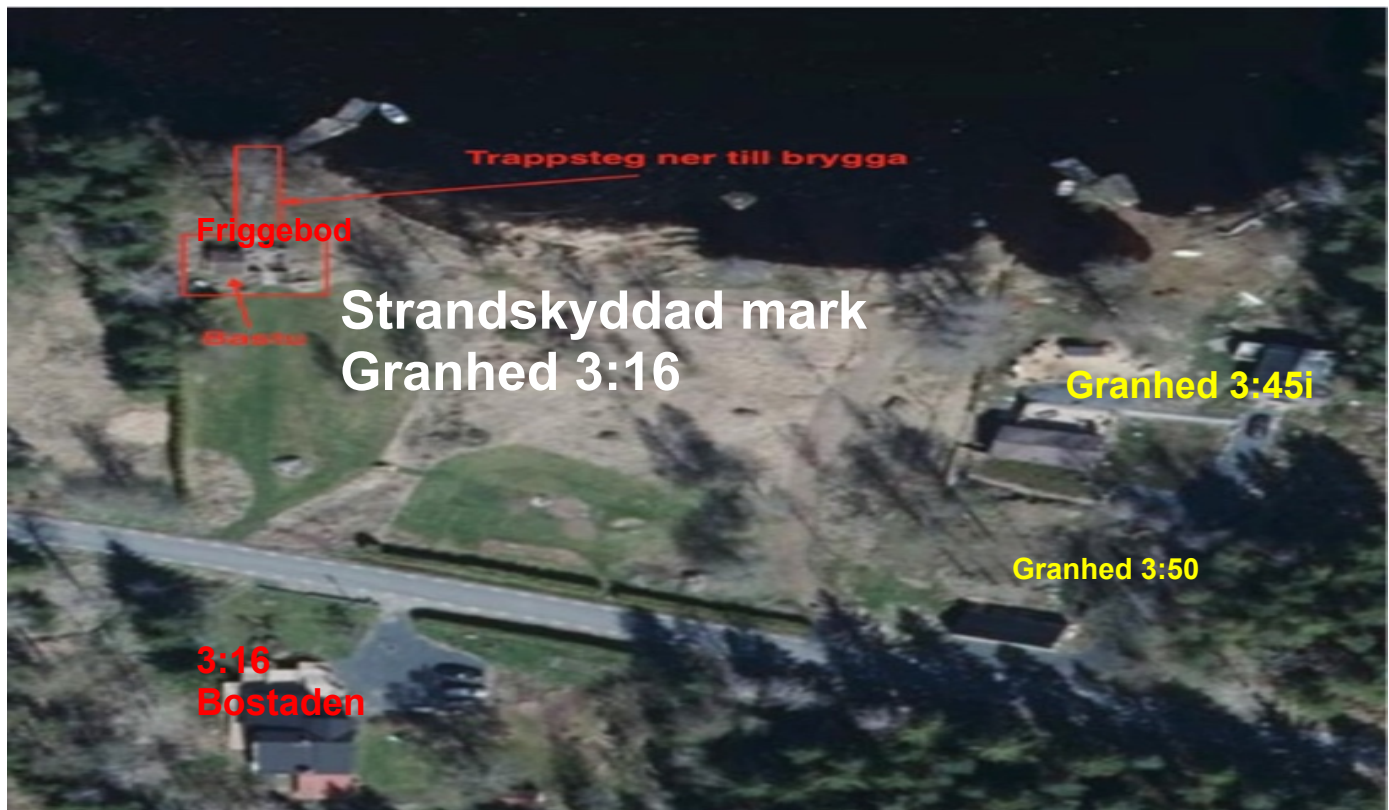 Trappsteg ner till brygga
Friggebod
Strandskyddad mark
Granhed 3:16
Bastu
Granhed 3:45i
Granhed 3:50
3:16
Bostaden